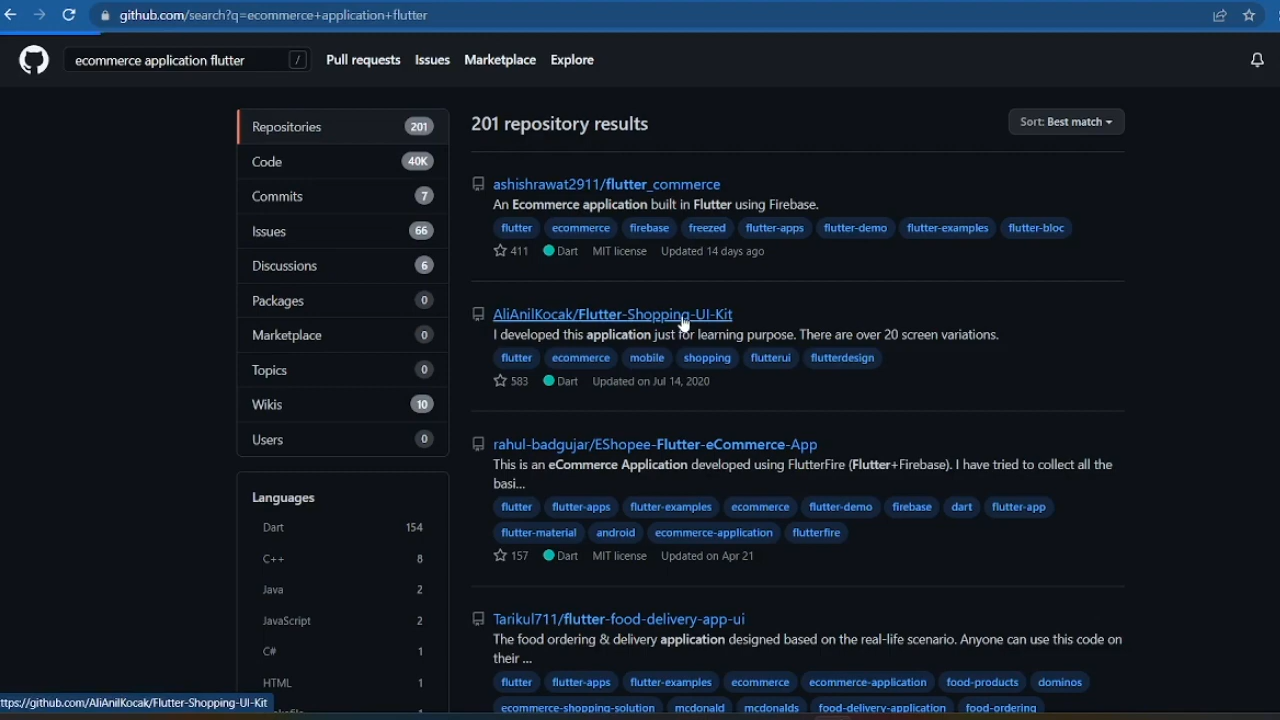 github.com/search?q=ecommerce+application+flutter
ecommerce application flutter /
Pull requests Issues Marketplace Explore
Repositories 201
Code 40K
Commits 7
Issues 66
Discussions 6
Packages 0
Marketplace 0
Topics 0
Wikis 10
Users 0
Languages
Dart 154
C++ 8
Java 2
JavaScript 2
C# 1
HTML 1
201 repository results
Sort: Best match
ashishrawat2911/flutter_commerce
An Ecommerce application built in Flutter using Firebase.
flutter ecommerce firebase freezed flutter-apps flutter-demo flutter-examples flutter-bloc
411 Dart MIT license Updated 14 days ago
AliAnilKocak/Flutter-Shopping-UI-Kit
I developed this application just for learning purpose. There are over 20 screen variations.
flutter ecommerce mobile shopping flutterui flutterdesign
583 Dart Updated on Jul 14, 2020
rahul-badgujar/EShopee-Flutter-eCommerce-App
This is an eCommerce Application developed using FlutterFire (Flutter+Firebase). I have tried to collect all the
basi...
flutter flutter-apps flutter-examples ecommerce flutter-demo firebase dart flutter-app
flutter-material android ecommerce-application flutterfire
157 Dart MIT license Updated on Apr 21
Tarikul711/flutter-food-delivery-app-ui
The food ordering & delivery application designed based on the real-life scenario. Anyone can use this code on
their ...
flutter flutter-apps flutter-examples ecommerce ecommerce-application food-products dominos
ecommerce-shopping-solution mcdonald mcdonalds food-delivery-application food-ordering
ttps://github.com/AliAnilKocak/Flutter-Shopping-UI-Kit